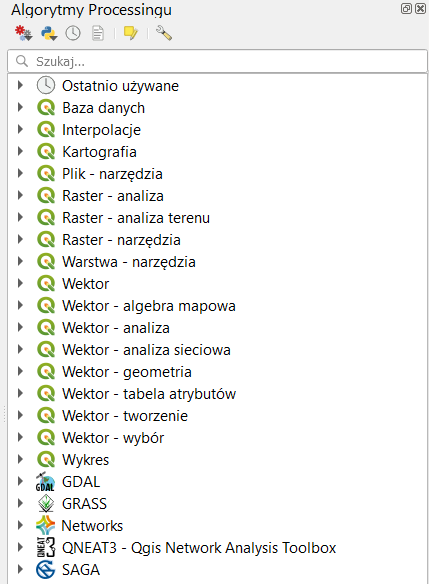 Algorytmy Processingu
Szukaj...
Ostatnio używane
Baza danych
Interpolacje
Kartografia
Plik - narzędzia
Raster - analiza
Raster - analiza terenu
Raster - narzędzia
Warstwa - narzędzia
Wektor
Wektor - algebra mapowa
Wektor - analiza
Wektor - analiza sieciowa
Wektor - geometria
Wektor - tabela atrybutów
Wektor - tworzenie
Wektor - wybór
Wykres
GDAL GDAL
GRASS
Networks
QNEAT3 QNEAT3 - Qgis Network Analysis Toolbox
SAGA